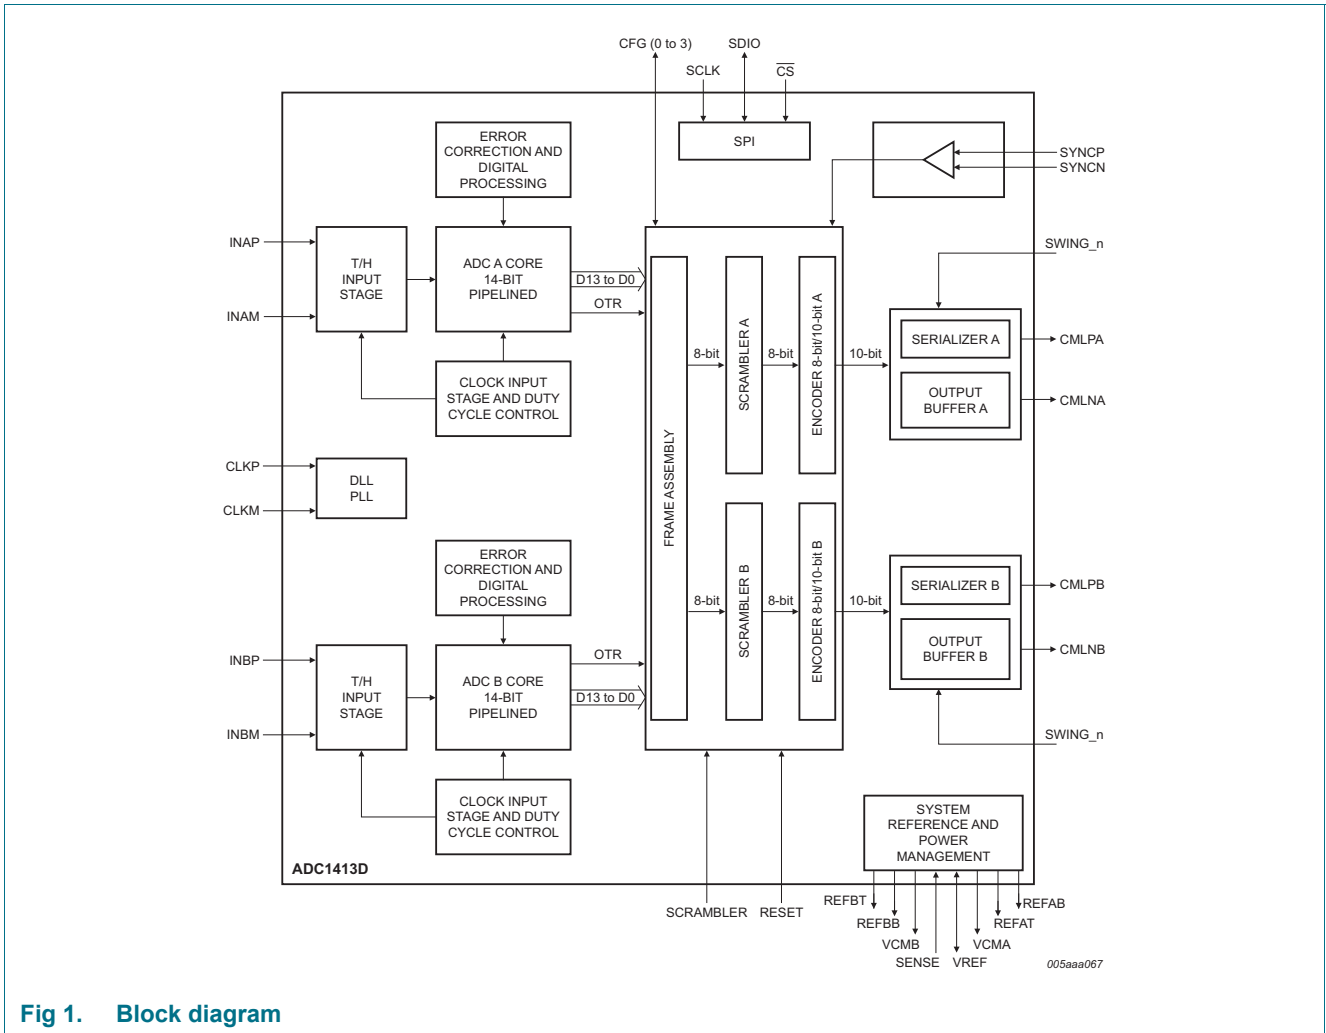 CFG (0 to 3)
SDIO
SCLK
CS
SPI
SYNCP
SYNCN
ERROR
CORRECTION AND
DIGITAL
PROCESSING
INAP
INAM
T/H
INPUT
STAGE
ADC A CORE
14-BIT
PIPELINED
D13 to D0
OTR
CLOCK INPUT
STAGE AND DUTY
CYCLE CONTROL
CLKP
CLKM
DLL
PLL
ERROR
CORRECTION AND
DIGITAL
PROCESSING
INBP
INBM
T/H
INPUT
STAGE
ADC B CORE
14-BIT
PIPELINED
OTR
D13 to D0
CLOCK INPUT
STAGE AND DUTY
CYCLE CONTROL
FRAME ASSEMBLY
8-bit
SCRAMBLER A
8-bit
ENCODER 8-bit/10-bit A
10-bit
8-bit
SCRAMBLER B
8-bit
ENCODER 8-bit/10-bit B
10-bit
SWING_n
SERIALIZER A
OUTPUT
BUFFER A
CMLPA
CMLNA
SERIALIZER B
OUTPUT
BUFFER B
CMLPB
CMLNB
SWING_n
SYSTEM
REFERENCE AND
POWER
MANAGEMENT
ADC1413D
SCRAMBLER
RESET
REFBT
REFBB
VCMB
SENSE
VREF
VCMA
REFAT
REFAB
005aaa067
Fig 1. Block diagram